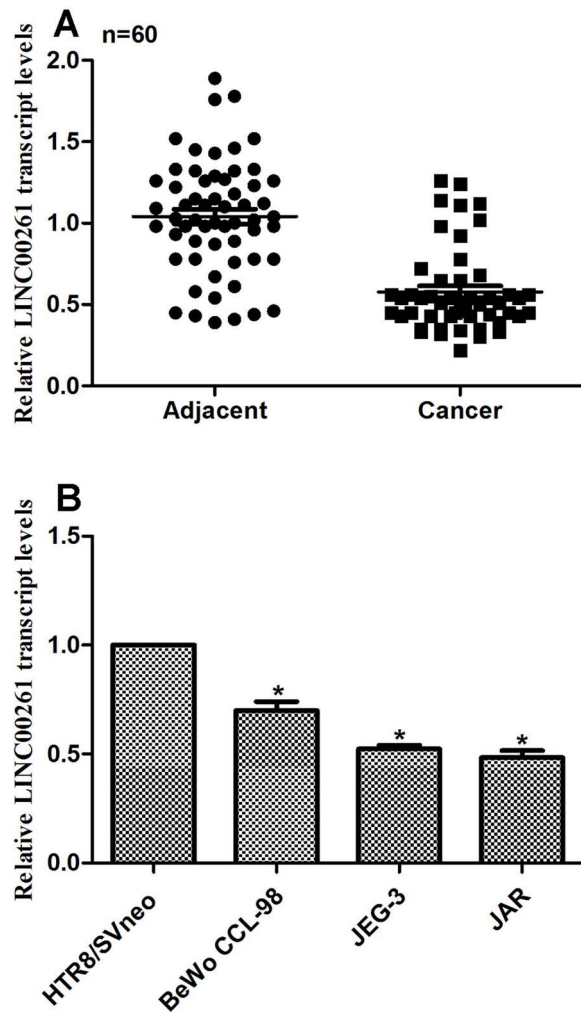 A
n=60
Relative LINC00261 transcript levels
2.0
1.5
1.0
0.5
0.0
Adjacent
Cancer
B
Relative LINC00261 transcript levels
1.5
1.0
0.5
0.0
*
*
*
HTR8/SVneo
BeWo CCL-98
JEG-3
JAR